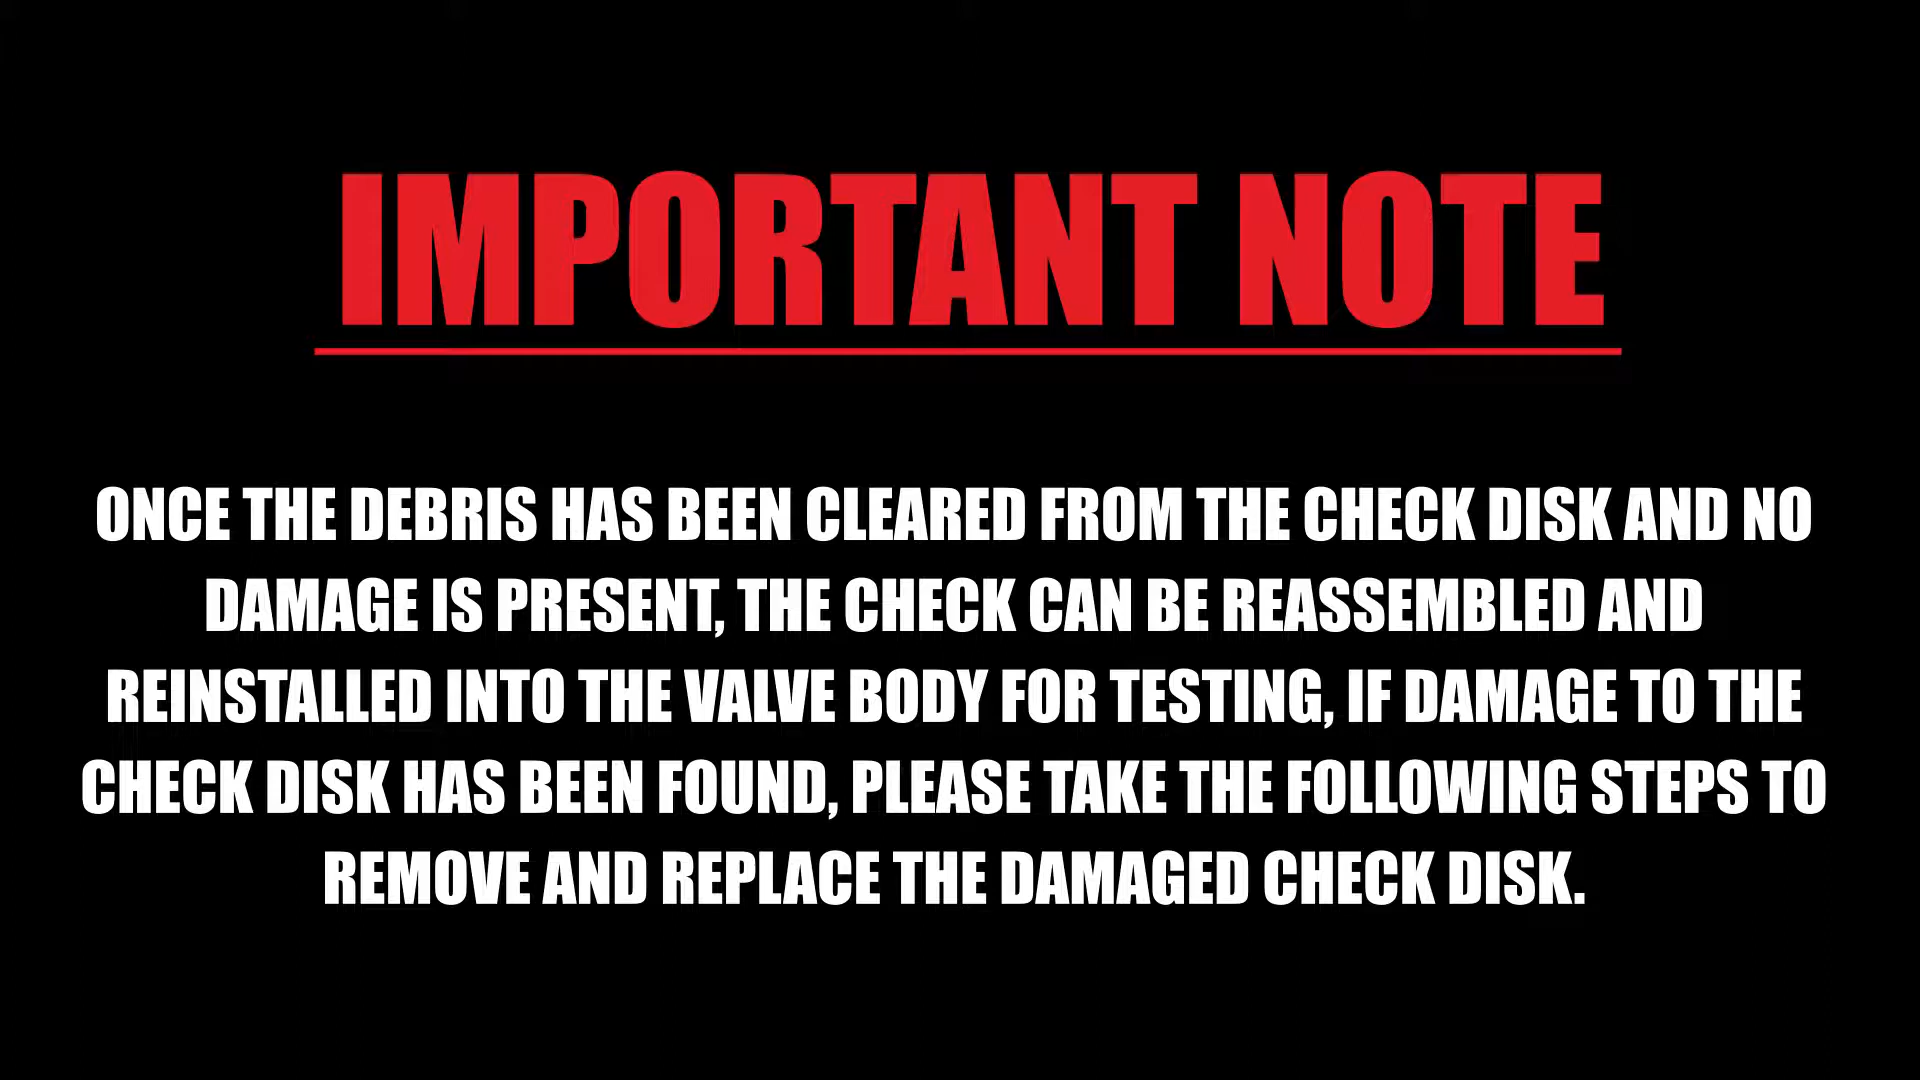 IMPORTANT NOTE
ONCE THE DEBRIS HAS BEEN CLEARED FROM THE CHECK DISK AND NO
DAMAGE IS PRESENT, THE CHECK CAN BE REASSEMBLED AND
REINSTALLED INTO THE VALVE BODY FOR TESTING, IF DAMAGE TO THE
CHECK DISK HAS BEEN FOUND, PLEASE TAKE THE FOLLOWING STEPS TO
REMOVE AND REPLACE THE DAMAGED CHECK DISK.